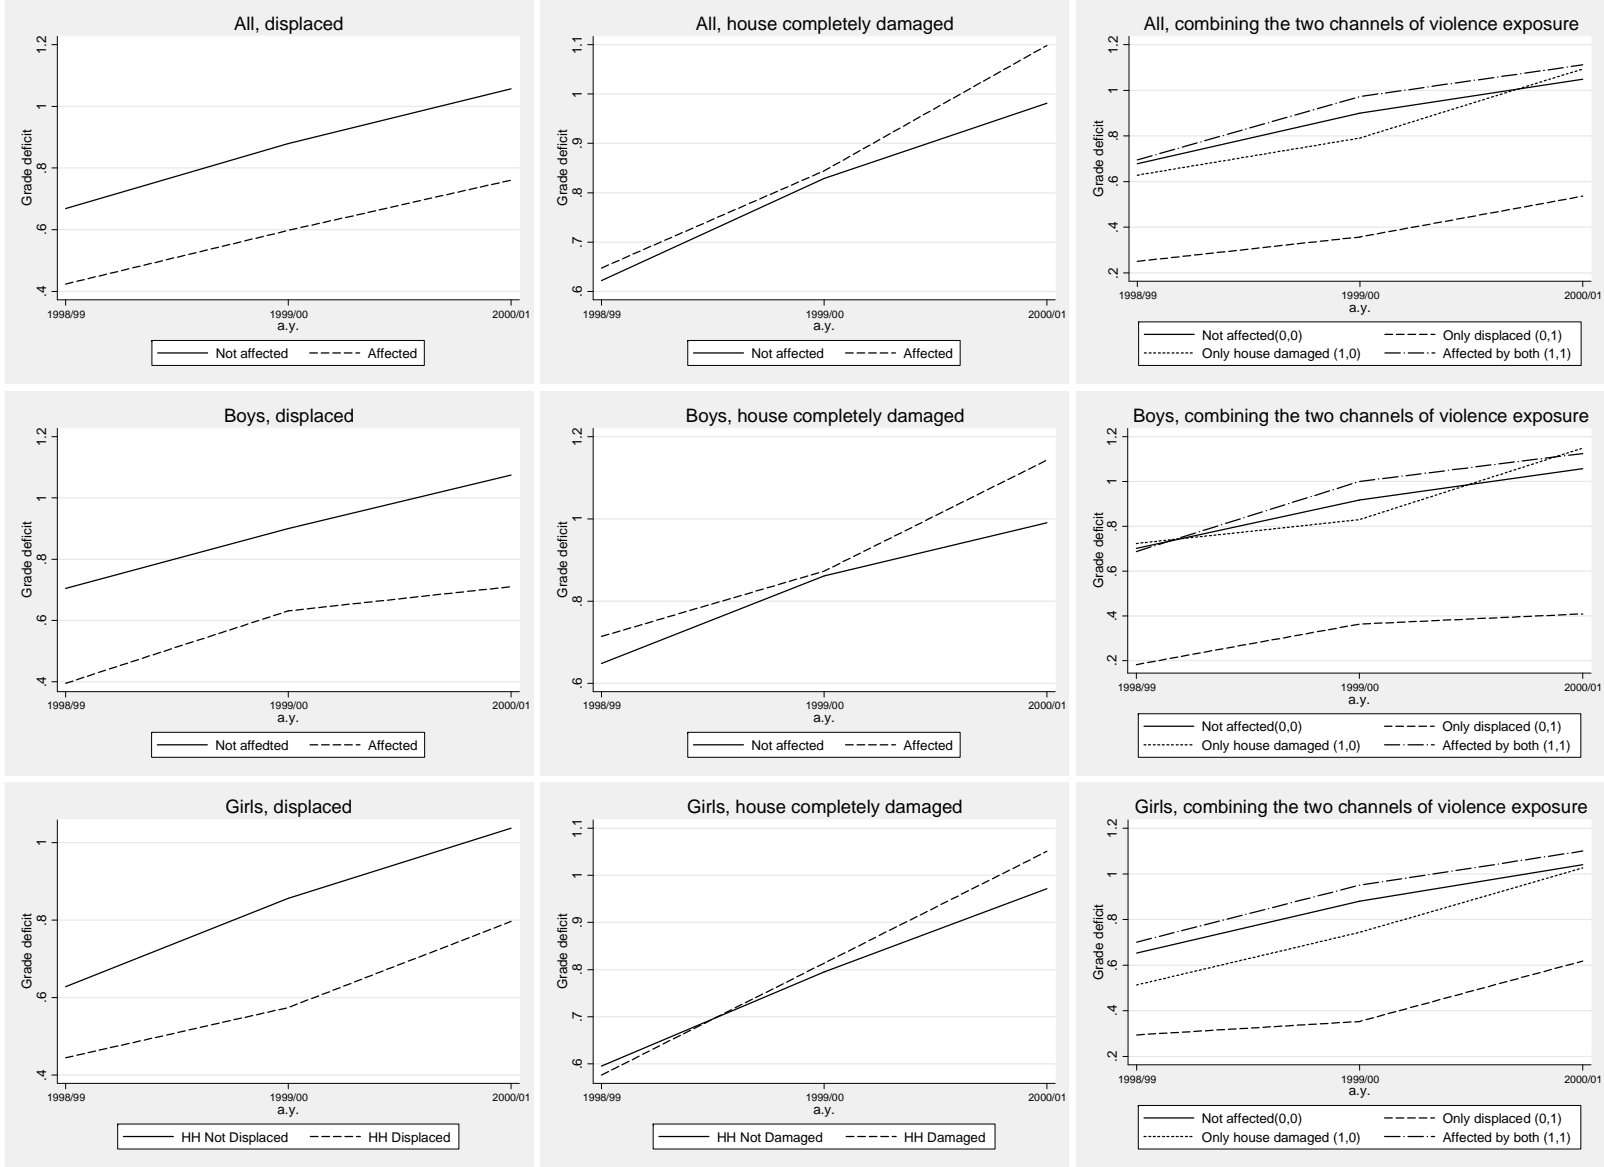 All, displaced
Grade deficit
1.2
1
.8
.6
.4
1998/99 1999/00 2000/01
a.y.
Not affected Affected
All, house completely damaged
Grade deficit
1.1
1
.9
.8
.7
.6
1998/99 1999/00 2000/01
a.y.
Not affected Affected
All, combining the two channels of violence exposure
Grade deficit
1.2
1
.8
.6
.4
.2
1998/99 1999/00 2000/01
a.y.
Not affected(0,0) Only displaced (0,1)
Only house damaged (1,0) Affected by both (1,1)
Boys, displaced
Grade deficit
1.2
1
.8
.6
.4
1998/99 1999/00 2000/01
a.y.
Not affedted Affected
Boys, house completely damaged
Grade deficit
1.2
1
.8
.6
1998/99 1999/00 2000/01
a.y.
Not affected Affected
Boys, combining the two channels of violence exposure
Grade deficit
1.2
1
.8
.6
.4
.2
1998/99 1999/00 2000/01
a.y.
Not affected(0,0) Only displaced (0,1)
Only house damaged (1,0) Affected by both (1,1)
Girls, displaced
Grade deficit
1
.8
.6
.4
1998/99 1999/00 2000/01
a.y.
HH Not Displaced HH Displaced
Girls, house completely damaged
Grade deficit
1.1
1
.9
.8
.7
.6
1998/99 1999/00 2000/01
a.y.
HH Not Damaged HH Damaged
Girls, combining the two channels of violence exposure
Grade deficit
1.2
1
.8
.6
.4
.2
1998/99 1999/00 2000/01
a.y.
Not affected(0,0) Only displaced (0,1)
Only house damaged (1,0) Affected by both (1,1)